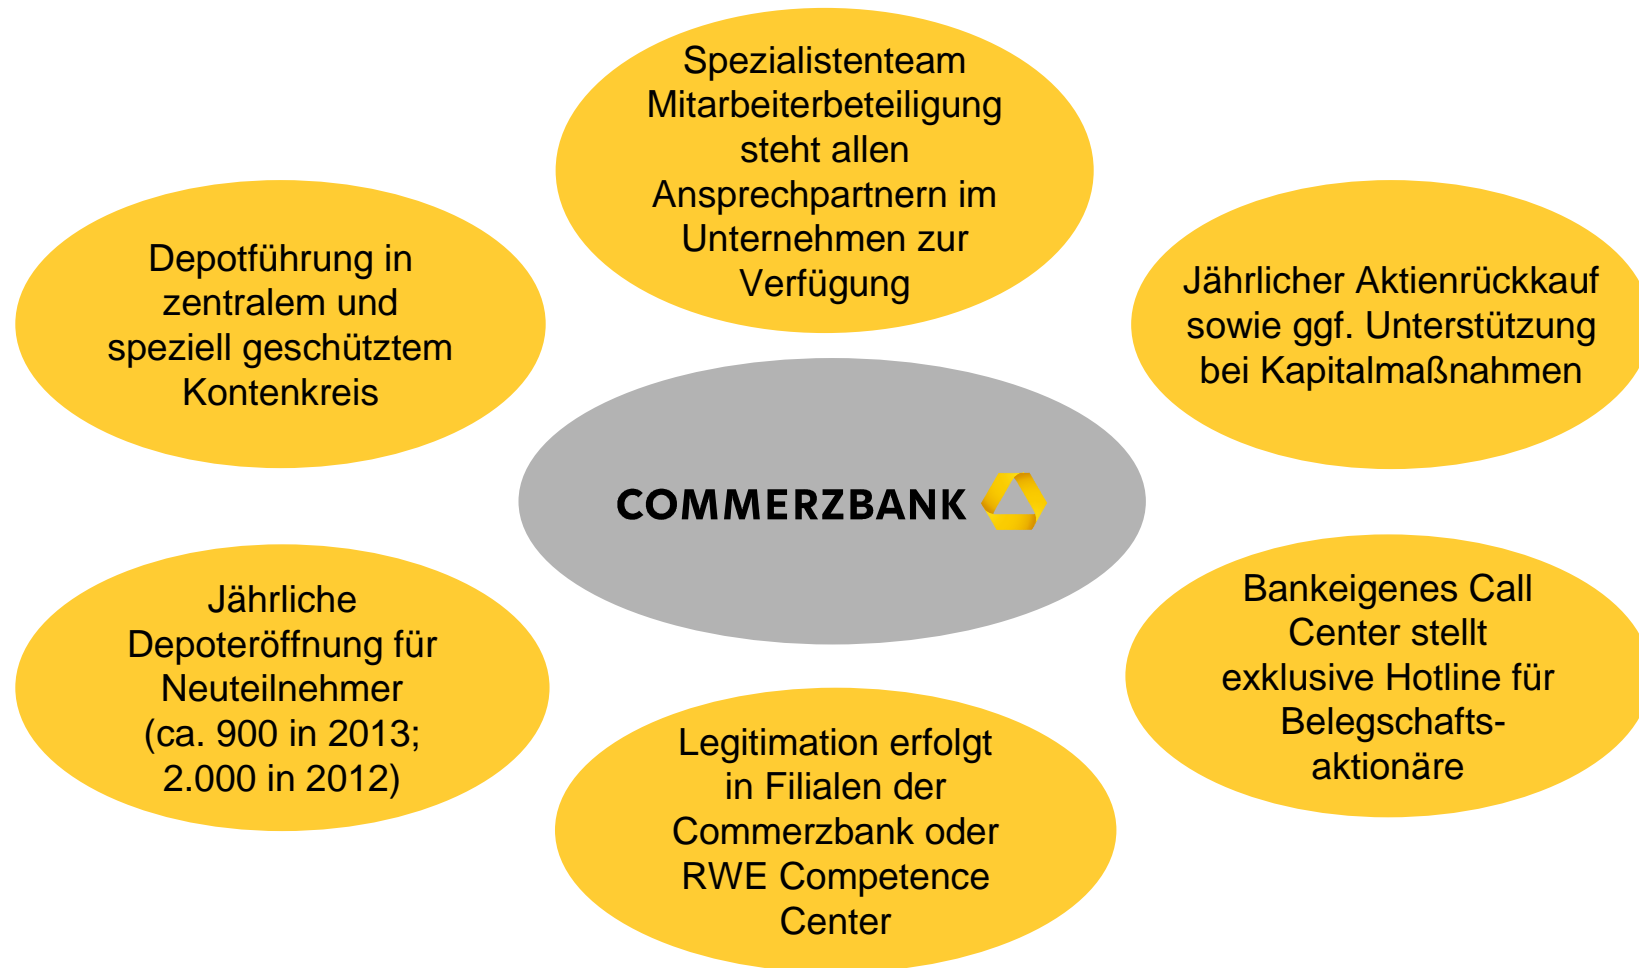 Spezialistenteam
Mitarbeiterbeteiligung
steht allen
Ansprechpartnern im
Unternehmen zur
Verfügung
Depotführung in
zentralem und
speziell geschütztem
Kontenkreis
Jährlicher Aktienrückkauf
sowie ggf. Unterstützung
bei Kapitalmaßnahmen
COMMERZBANK
Jährliche
Depoteröffnung für
Neuteilnehmer
(ca. 900 in 2013;
2.000 in 2012)
Bankeigenes Call
Center stellt
exklusive Hotline für
Belegschafts-
aktionäre
Legitimation erfolgt
in Filialen der
Commerzbank oder
RWE Competence
Center